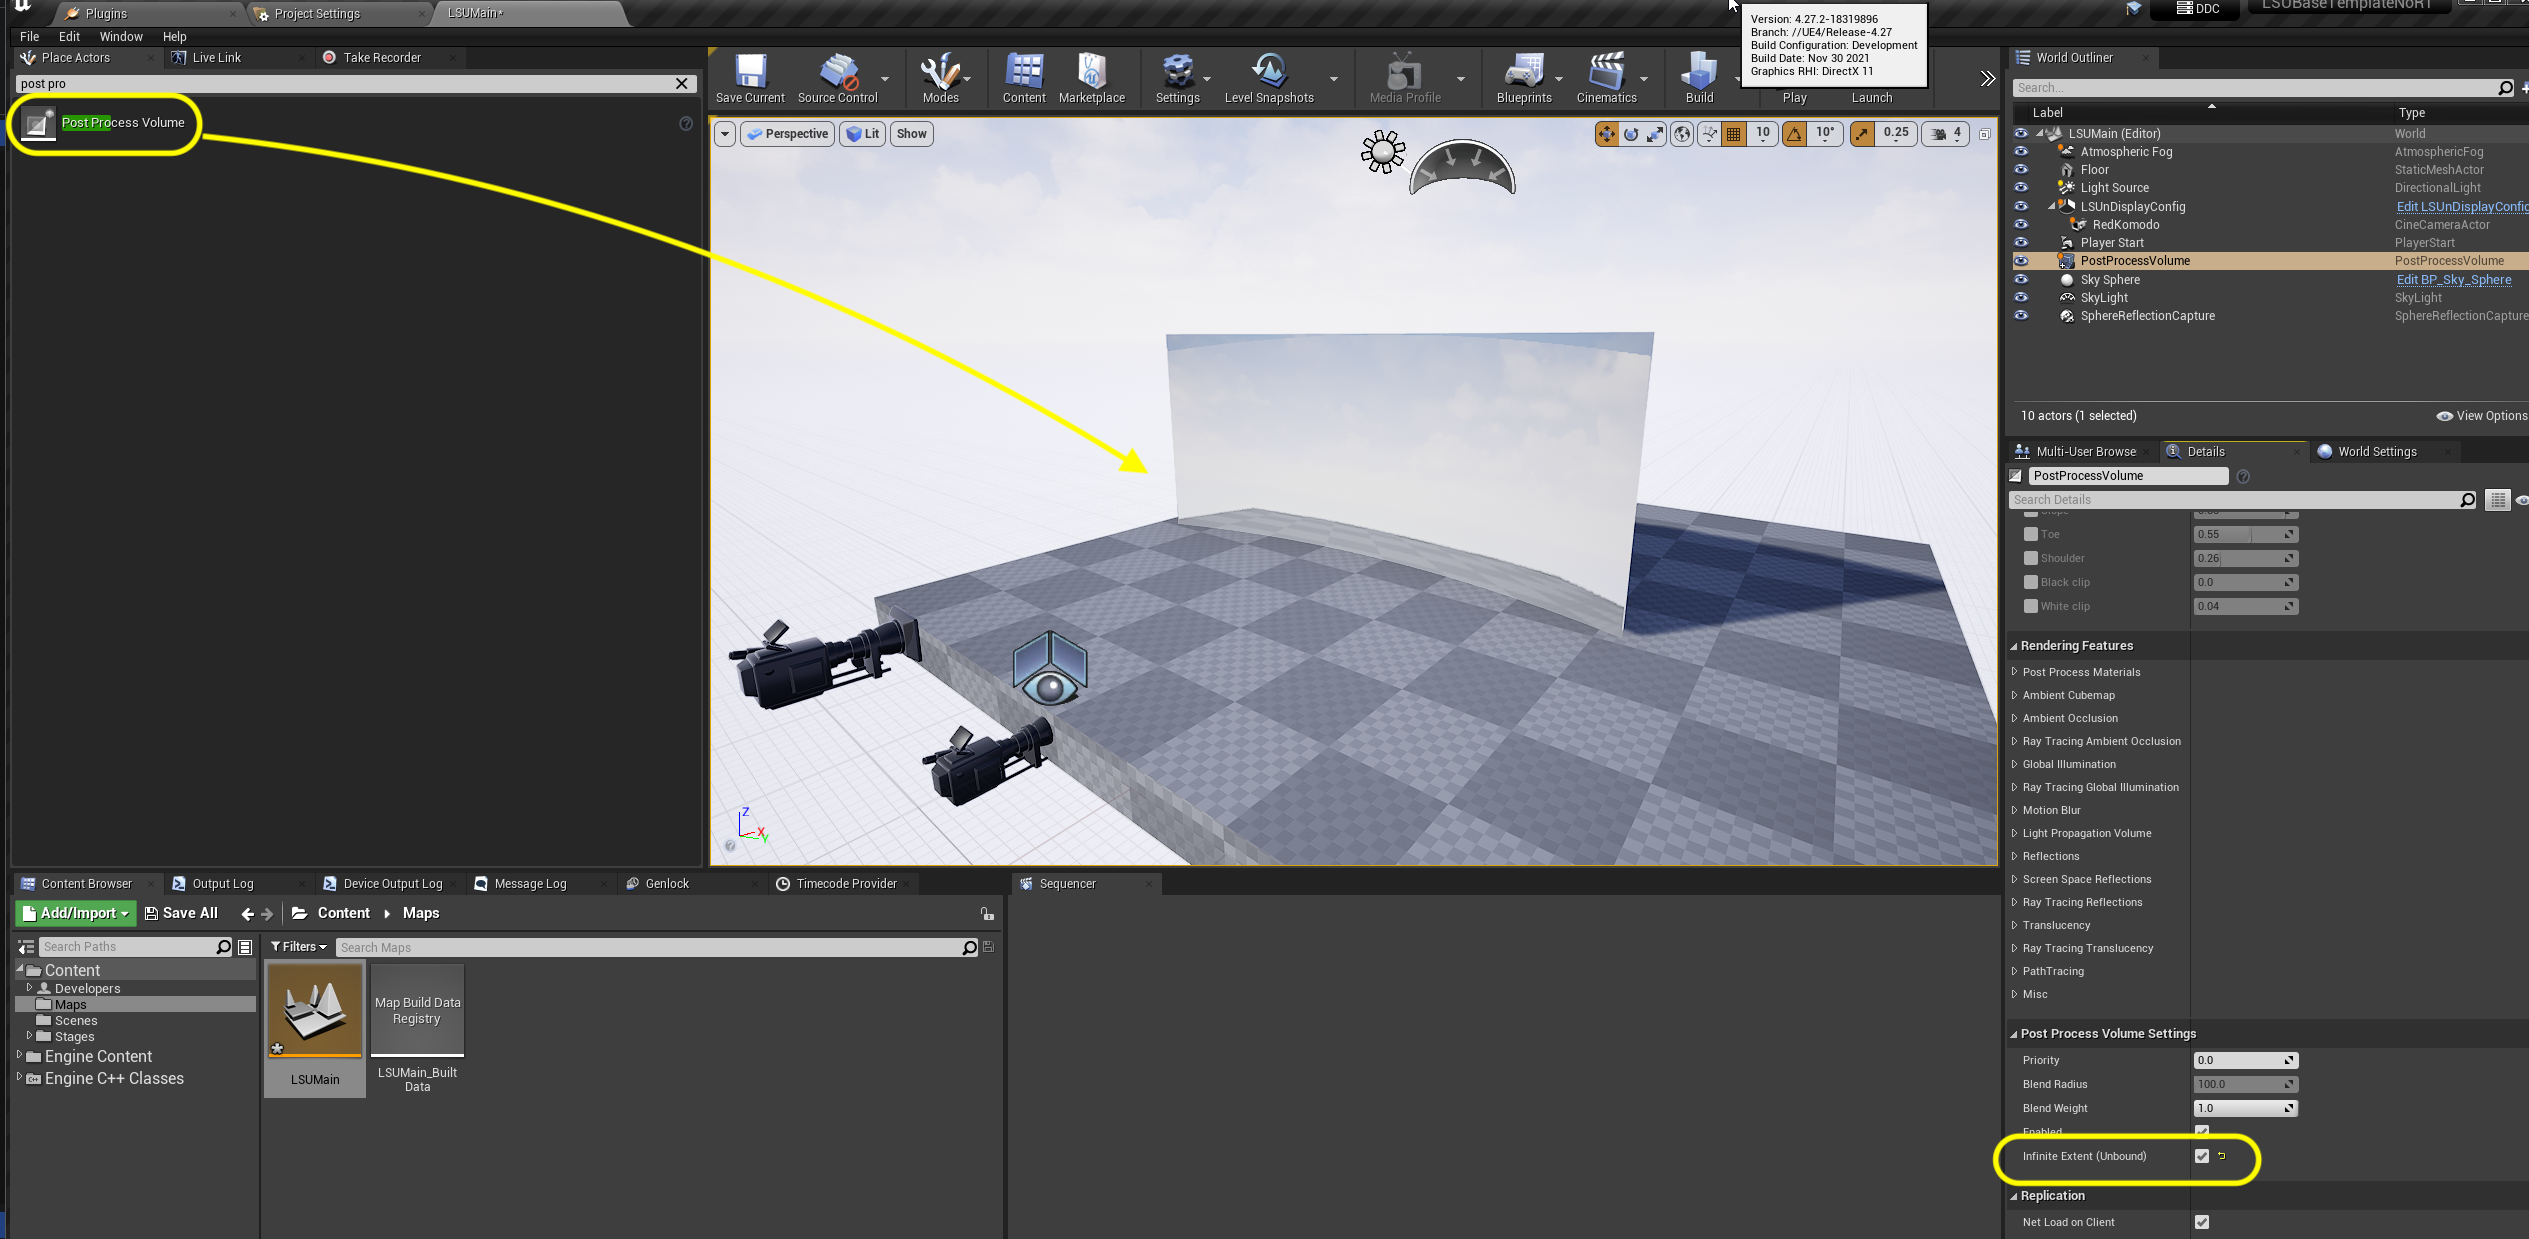 Plugins
Project Settings
LSUMain*
DDC
LSUBaseTemplateNoRT
File Edit Window Help
Version: 4.27.2-18319896
Branch: //UE4/Release-4.27
Build Configuration: Development
Build Date: Nov 30 2021
Graphics RHI: DirectX 11
Place Actors
Live Link
Take Recorder
post pro
Post Process Volume
Save Current
Source Control
Modes
Content
Marketplace
Settings
Level Snapshots
Media Profile
Blueprints
Cinematics
Build
Play
Launch
Perspective
Lit
Show
10
10°
0.25
4
Z
X
Y
World Outliner
Search...
Label Type
LSUMain (Editor) World
Atmospheric Fog AtmosphericFog
Floor StaticMeshActor
Light Source DirectionalLight
LSUnDisplayConfig Edit LSUnDisplayConfig
RedKomodo CineCameraActor
Player Start PlayerStart
PostProcessVolume PostProcessVolume
Sky Sphere Edit BP_Sky_Sphere
SkyLight SkyLight
SphereReflectionCapture SphereReflectionCapture
10 actors (1 selected)
View Options
Multi-User Browse
Details
World Settings
PostProcessVolume
Search Details
Toe 0.55
Shoulder 0.26
Black clip 0.0
White clip 0.04
Rendering Features
Post Process Materials
Ambient Cubemap
Ambient Occlusion
Ray Tracing Ambient Occlusion
Global Illumination
Ray Tracing Global Illumination
Motion Blur
Light Propagation Volume
Reflections
Screen Space Reflections
Ray Tracing Reflections
Translucency
Ray Tracing Translucency
PathTracing
Misc
Post Process Volume Settings
Priority 0.0
Blend Radius 100.0
Blend Weight 1.0
Enabled
Infinite Extent (Unbound)
Replication
Net Load on Client
Content Browser
Output Log
Device Output Log
Message Log
Genlock
Timecode Provider
Sequencer
Add/Import
Save All
Content
Maps
Search Paths
Filters
Search Maps
Content
Developers
Maps
Scenes
Stages
Engine Content
Engine C++ Classes
LSUMain
Map Build Data
Registry
LSUMain_Built
Data